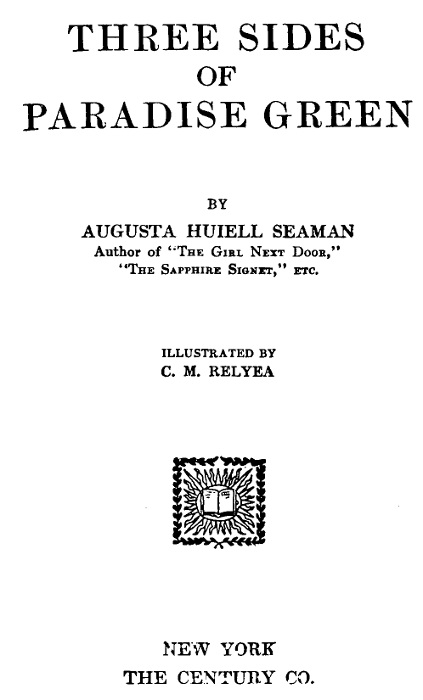 THREE SIDES
OF
PARADISE GREEN
BY
AUGUSTA HUIELL SEAMAN
Author of "THE GIRL NEXT DOOR,"
"THE SAPPHIRE SIGNET," ETC.
ILLUSTRATED BY
C. M. RELYEA
NEW YORK
THE CENTURY CO.